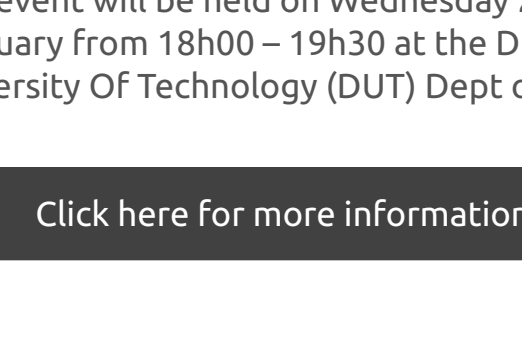 event will be held on Wednesday
uary from 18h00 – 19h30 at the D
ersity Of Technology (DUT) Dept
Click here for more information